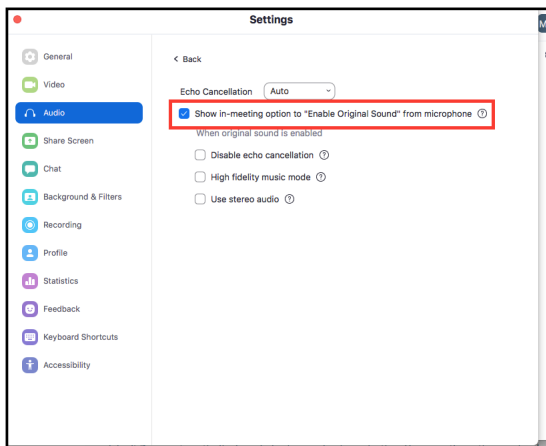 Settings
General
Video
Audio
Share Screen
Chat
Background & Filters
Recording
Profile
Statistics
Feedback
Keyboard Shortcuts
Accessibility
< Back
Echo Cancellation Auto
Show in-meeting option to "Enable Original Sound" from microphone ?
When original sound is enabled
Disable echo cancellation ?
High fidelity music mode ?
Use stereo audio ?
M